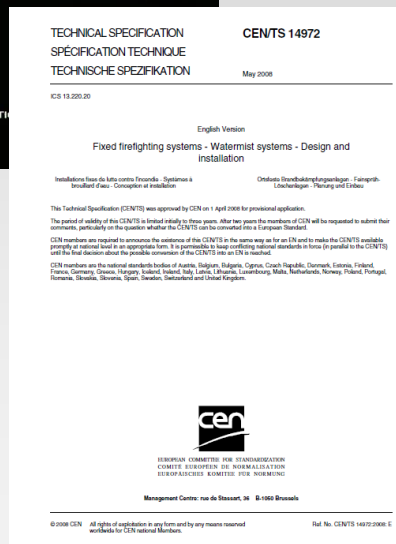 TECHNICAL SPECIFICATION
SPÉCIFICATION TECHNIQUE
TECHNISCHE SPEZIFIKATION
CEN/TS 14972
May 2008
ICS 13.220.20
English Version
Fixed firefighting systems - Watermist systems - Design and
installation
Installations fixes de lutte contre l'incendie - Systèmes à
brouillard d'eau - Conception et installation
Ortsfeste Brandbekämpfungsanlagen - Feinsprüh-
Löschanlagen - Planung und Einbau
This Technical Specification (CEN/TS) was approved by CEN on 1 April 2008 for provisional application.
The period of validity of this CEN/TS is limited initially to three years. After two years the members of CEN will be requested to submit their
comments, particularly on the question whether the CEN/TS can be converted into a European Standard.
CEN members are required to announce the existence of this CEN/TS in the same way as for an EN and to make the CEN/TS available
promptly at national level in an appropriate form. It is permissible to keep conflicting national standards in force (in parallel to the CEN/TS)
until the final decision about the possible conversion of the CEN/TS into an EN is reached.
CEN members are the national standards bodies of Austria, Belgium, Bulgaria, Cyprus, Czech Republic, Denmark, Estonia, Finland,
France, Germany, Greece, Hungary, Iceland, Ireland, Italy, Latvia, Lithuania, Luxembourg, Malta, Netherlands, Norway, Poland, Portugal,
Romania, Slovakia, Slovenia, Spain, Sweden, Switzerland and United Kingdom.
cen
EUROPEAN COMMITTEE FOR STANDARDIZATION
COMITÉ EUROPÉEN DE NORMALISATION
EUROPÄISCHES KOMITEE FÜR NORMUNG
Management Centre: rue de Stassart, 36 B-1050 Brussels
© 2008 CEN All rights of exploitation in any form and by any means reserved
worldwide for CEN national Members.
Ref. No. CEN/TS 14972:2008: E